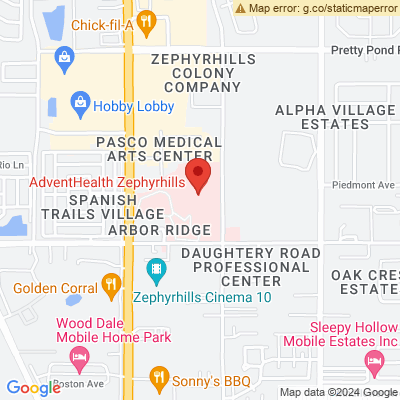 Map error: g.co/staticmaperror
Chick-fil-A
Pretty Pond R
ZEPHYRHILLS
COLONY
COMPANY
Hobby Lobby
ALPHA VILLAGE
ESTATES
PASCO MEDICAL
ARTS CENTER
Rio Ln
AdventHealth Zephyrhills
Piedmont Ave
SPANISH
TRAILS VILLAGE
ARBOR RIDGE
DAUGHTERY ROAD
PROFESSIONAL
CENTER
OAK CRES
ESTATE
Golden Corral
Zephyrhills Cinema 10
Wood Dale
Mobile Home Park
Sleepy Hollow
Mobile Estates Inc
Boston Ave
Sonny's BBQ
Google
Map data ©2024 Google